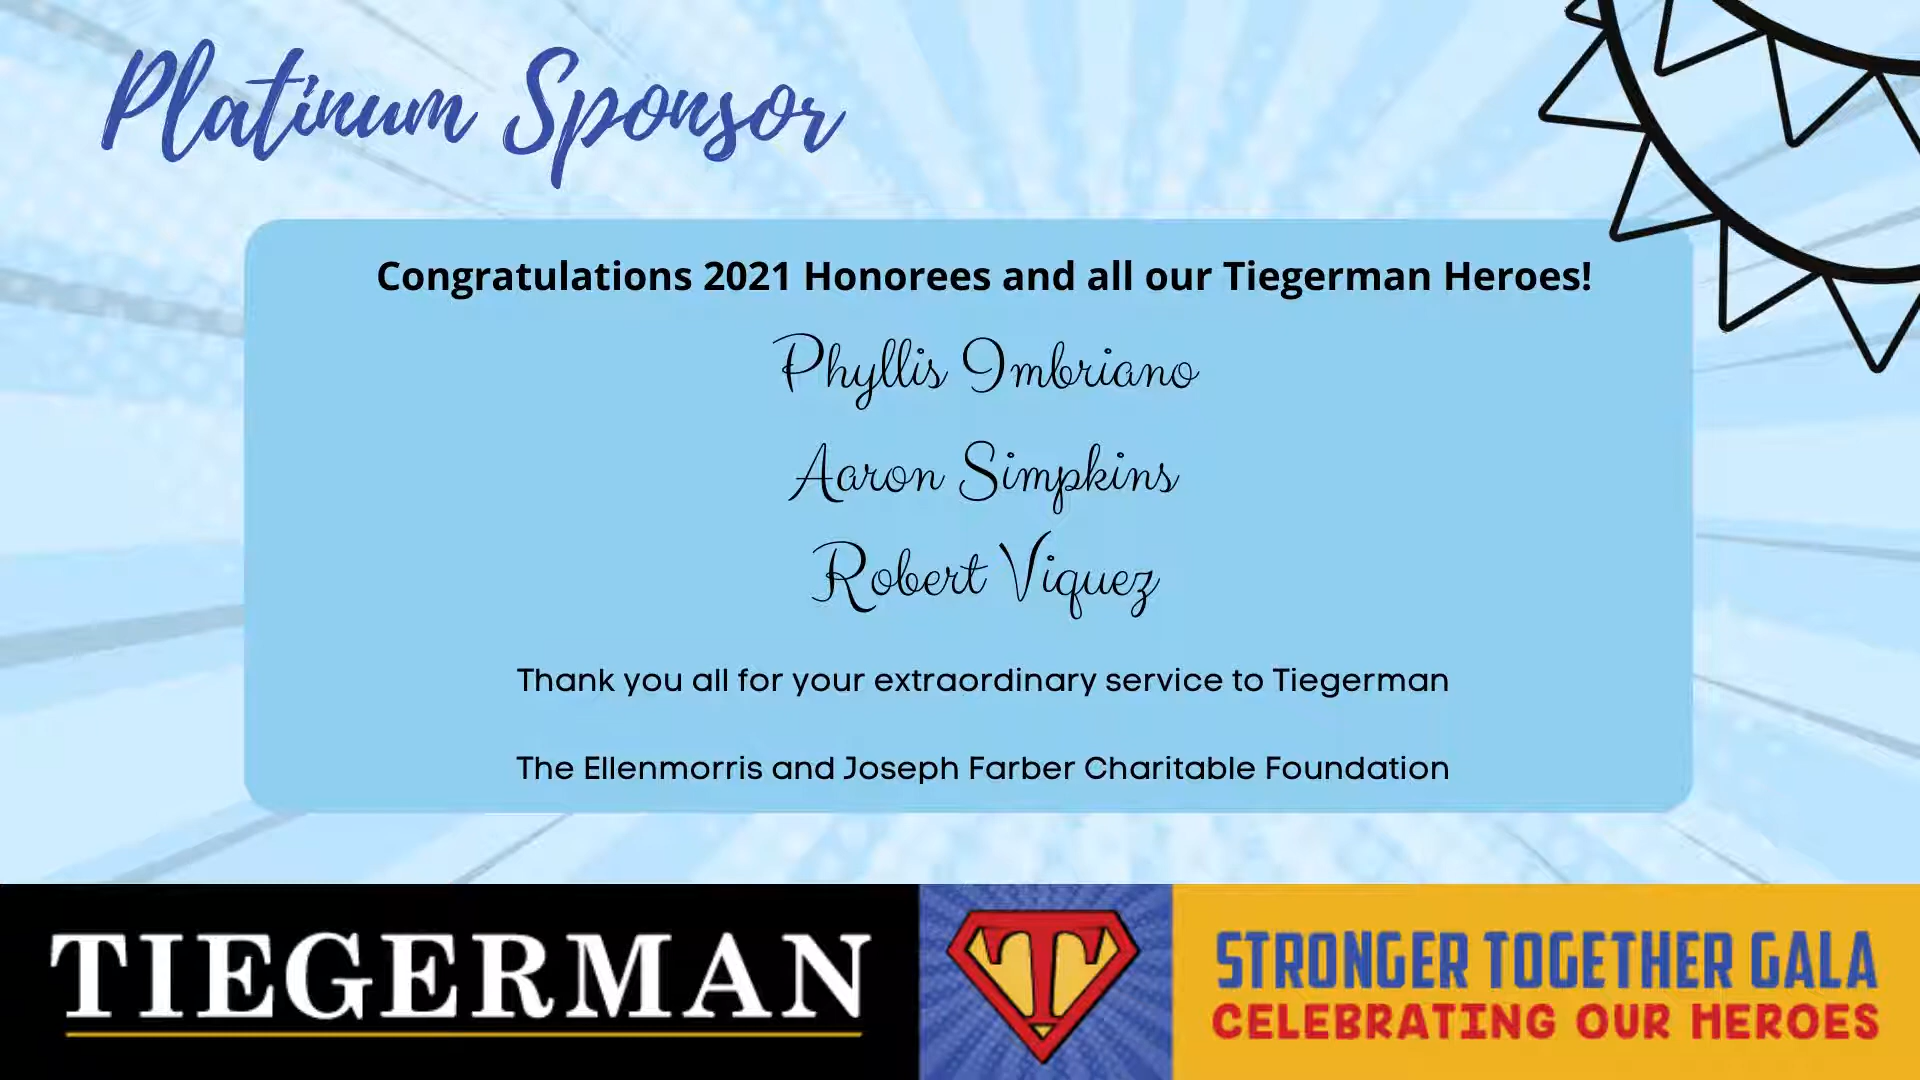 Platinum Sponsor
Congratulations 2021 Honorees and all our Tiegerman Heroes!
Phyllis Imbriano
Aaron Simpkins
Robert Viquez
Thank you all for your extraordinary service to Tiegerman
The Ellenmorris and Joseph Farber Charitable Foundation
TIEGERMAN
T
STRONGER TOGETHER GALA
CELEBRATING OUR HEROES